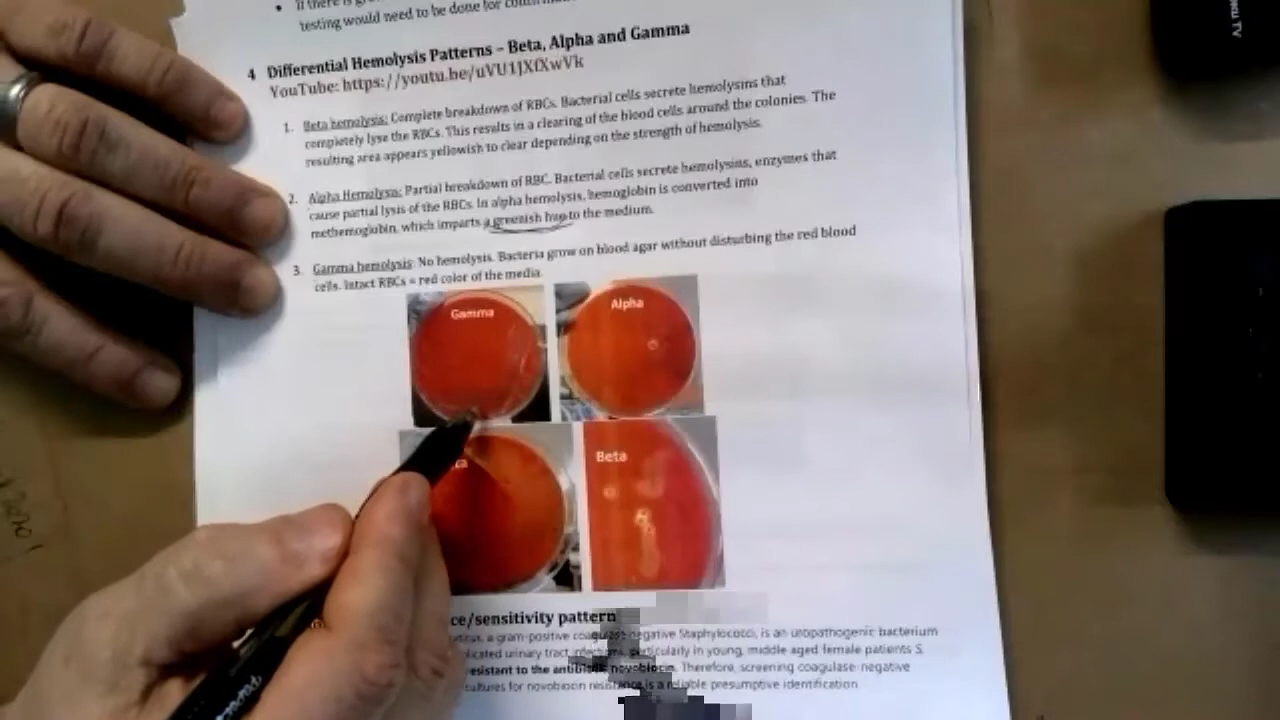 testing would need to be done for
4 Differential Hemolysis Patterns – Beta, Alpha and Gamma
YouTube: https://youtu.be/uVU1JXfXwVk
1. Beta hemolysis: Complete breakdown of RBCs. Bacterial cells secrete hemolysins that
completely lyse the RBCs. This results in a clearing of the blood cells around the colonies. The
resulting area appears yellowish to clear depending on the strength of hemolysis.
2. Alpha Hemolysis: Partial breakdown of RBC. Bacterial cells secrete hemolysins, enzymes that
cause partial lysis of the RBCs. In alpha hemolysis, hemoglobin is converted into
methemoglobin, which imparts a greenish hue to the medium.
3. Gamma hemolysis: No hemolysis. Bacteria grow on blood agar without disturbing the red blood
cells. Intact RBCs = red color of the media.
Gamma
Alpha
Beta
ce/sensitivity pattern
a gram-positive coagulase negative Staphylococci, is an uropathogenic bacterium
urinary tract infections, particularly in young, middle aged female patients S.
resistant to the antibiotic novobiocin. Therefore, screening coagulase-negative
cultures for novobiocin resistance is a reliable presumptive identification
TV